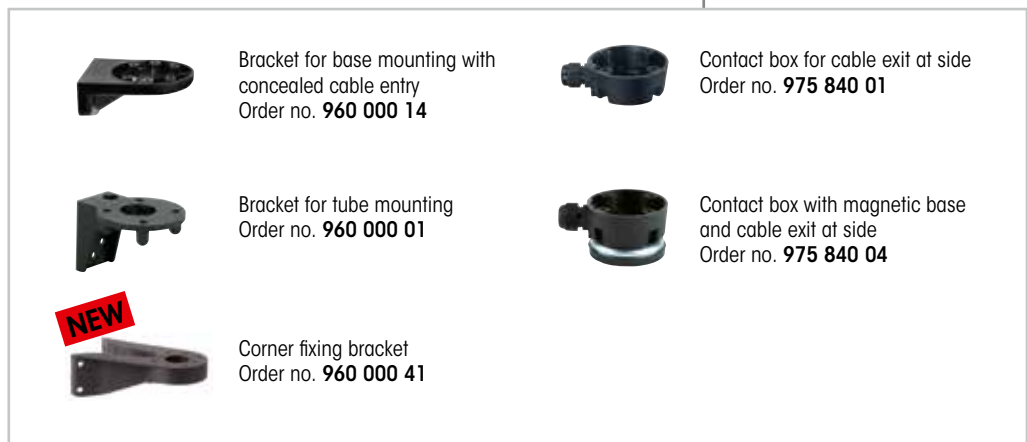 Bracket for base mounting with
concealed cable entry
Order no. 960 000 14
Bracket for tube mounting
Order no. 960 000 01
NEW
Corner fixing bracket
Order no. 960 000 41
Contact box for cable exit at side
Order no. 975 840 01
Contact box with magnetic base
and cable exit at side
Order no. 975 840 04